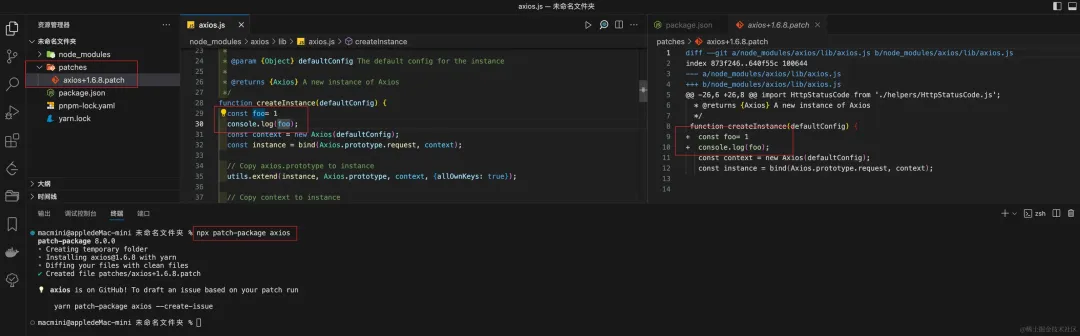 axios.js — 未命名文件夹
资源管理器
未命名文件夹
node_modules
patches
axios+1.6.8.patch
package.json
pnpm-lock.yaml
yarn.lock
大纲
时间线
axios.js
node_modules > axios > lib > axios.js > createInstance
23 *
24 * @param {Object} defaultConfig The default config for the instance
25 *
26 * @returns {Axios} A new instance of Axios
27 */
28 function createInstance(defaultConfig) {
29 const foo= 1
30 console.log(foo);
31 const context = new Axios(defaultConfig);
32 const instance = bind(Axios.prototype.request, context);
33
34 // Copy axios.prototype to instance
35 utils.extend(instance, Axios.prototype, context, {allOwnKeys: true});
36
37 // Copy context to instance
package.json
axios+1.6.8.patch
patches > axios+1.6.8.patch
1 diff --git a/node_modules/axios/lib/axios.js b/node_modules/axios/lib/axios.js
2 index 873f246..640f55c 100644
3 --- a/node_modules/axios/lib/axios.js
4 +++ b/node_modules/axios/lib/axios.js
5 @@ -26,6 +26,8 @@ import HttpStatusCode from './helpers/HttpStatusCode.js';
6 * @returns {Axios} A new instance of Axios
7 */
8 function createInstance(defaultConfig) {
9 + const foo= 1
10 + console.log(foo);
11 const context = new Axios(defaultConfig);
12 const instance = bind(Axios.prototype.request, context);
13
14
输出 调试控制台 终端 端口
zsh
macmini@appledeMac-mini 未命名文件夹 % npx patch-package axios
patch-package 8.0.0
• Creating temporary folder
• Installing axios@1.6.8 with yarn
• Diffing your files with clean files
✔ Created file patches/axios+1.6.8.patch
💡 axios is on GitHub! To draft an issue based on your patch run
yarn patch-package axios --create-issue
macmini@appledeMac-mini 未命名文件夹 %
@稀土掘金技术社区